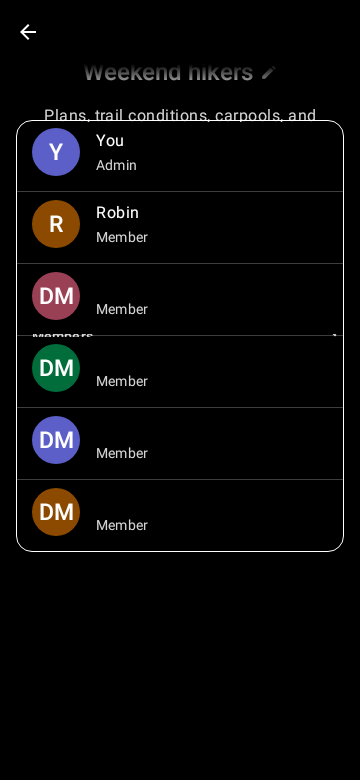 Weekend hikers
Plans, trail conditions, carpools, and
Y
You
Admin
R
Robin
Member
DM
Member
Members
DM
Member
DM
Member
DM
Member